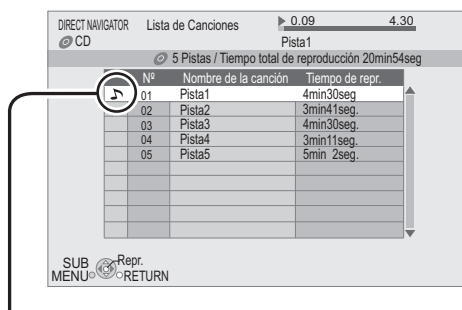 DIRECT NAVIGATOR Lista de Canciones 0.09 4.30
CD Pista1
5 Pistas / Tiempo total de reproducción 20min54seg
Nº Nombre de la canción Tiempo de repr.
01 Pista1 4min30seg
02 Pista2 3min41seg.
03 Pista3 4min30seg.
04 Pista4 3min11seg.
05 Pista5 5min 2seg.
SUB MENU Repr.
RETURN